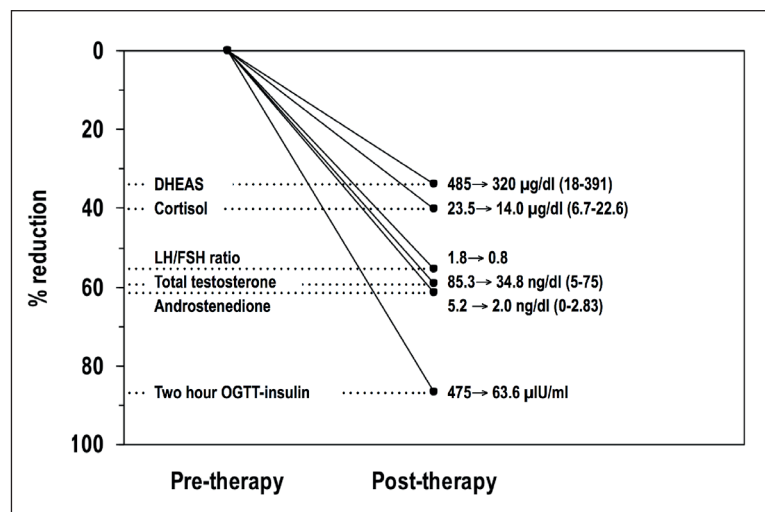 0
20
40
60
80
100
% reduction
DHEAS 485→ 320 µg/dl (18-391)
Cortisol 23.5→ 14.0 µg/dl (6.7-22.6)
LH/FSH ratio 1.8→ 0.8
Total testosterone 85.3→ 34.8 ng/dl (5-75)
Androstenedione 5.2→ 2.0 ng/dl (0-2.83)
Two hour OGTT-insulin 475→ 63.6 µIU/ml
Pre-therapy Post-therapy